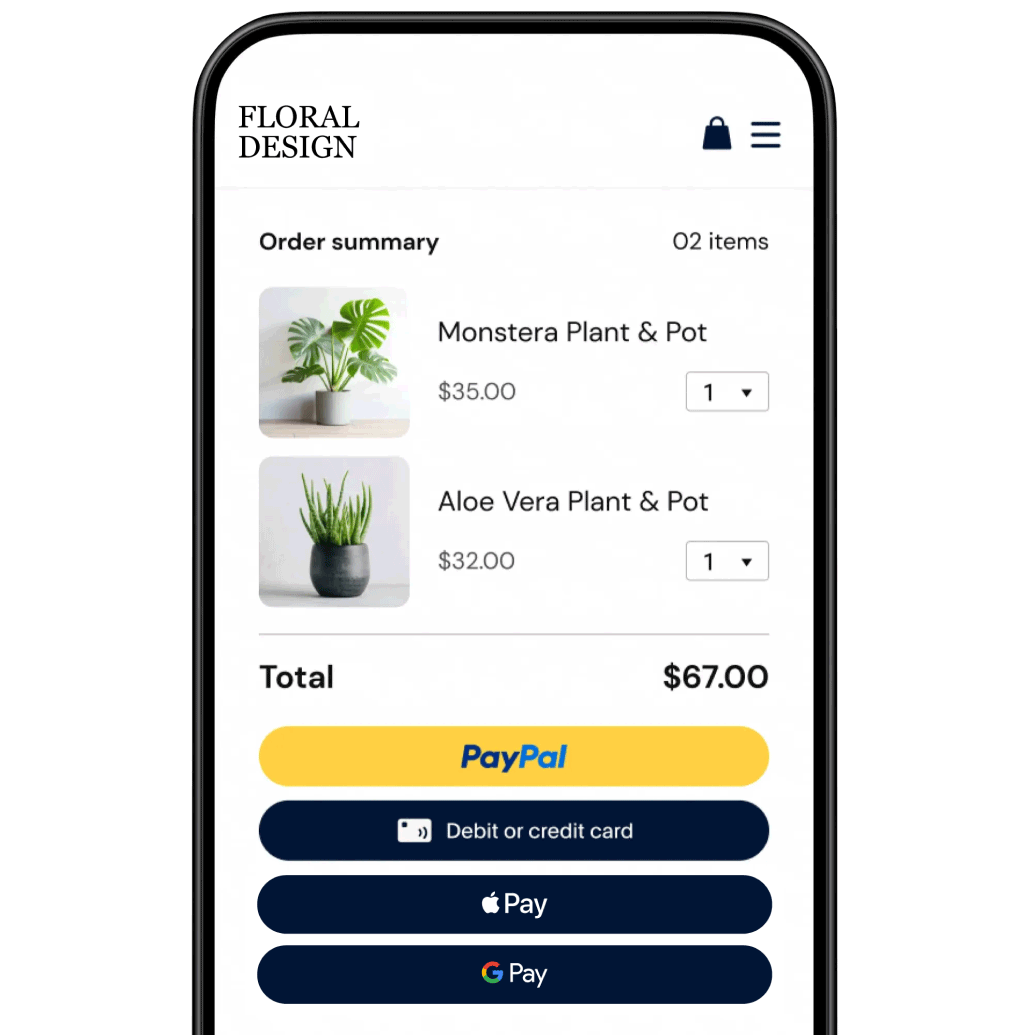 FLORAL
DESIGN
Order summary 02 items
Monstera Plant & Pot
$35.00 1
Aloe Vera Plant & Pot
$32.00 1
Total $67.00
PayPal
Debit or credit card
Pay
G Pay